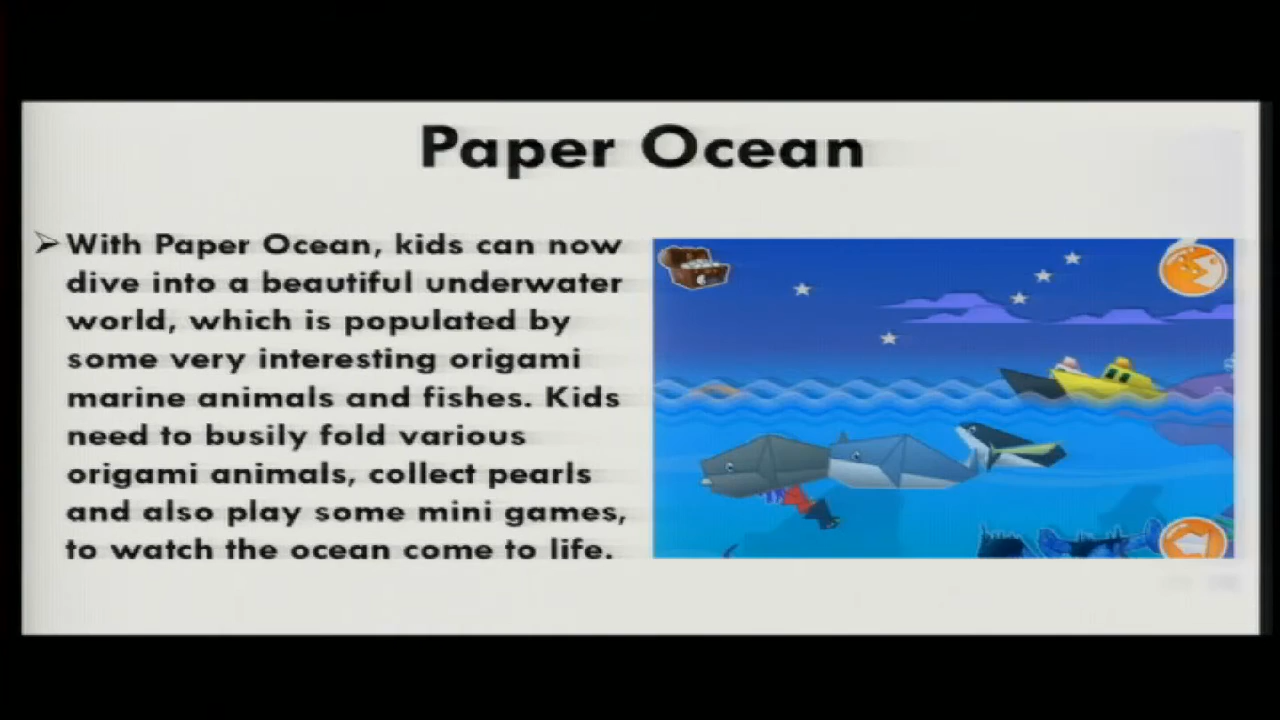 Paper Ocean
➢ With Paper Ocean, kids can now
dive into a beautiful underwater
world, which is populated by
some very interesting origami
marine animals and fishes. Kids
need to busily fold various
origami animals, collect pearls
and also play some mini games,
to watch the ocean come to life.